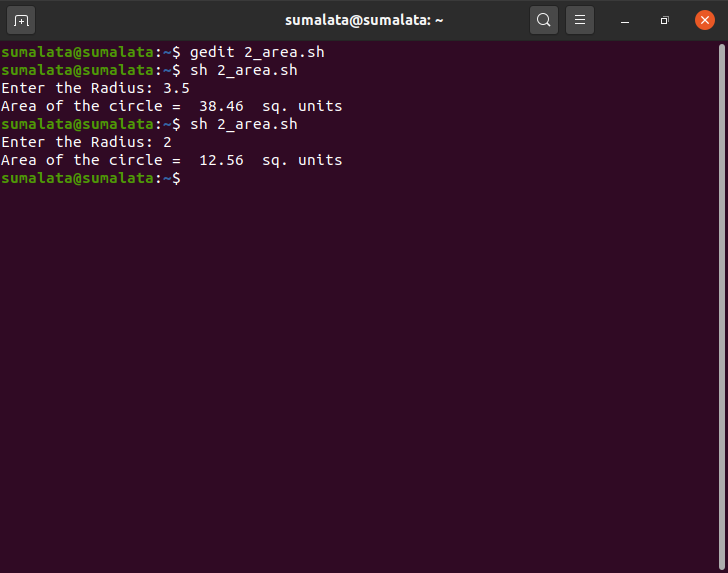 sumalata@sumalata: ~
sumalata@sumalata:~$ gedit 2_area.sh
sumalata@sumalata:~$ sh 2_area.sh
Enter the Radius: 3.5
Area of the circle =  38.46  sq. units
sumalata@sumalata:~$ sh 2_area.sh
Enter the Radius: 2
Area of the circle =  12.56  sq. units
sumalata@sumalata:~$